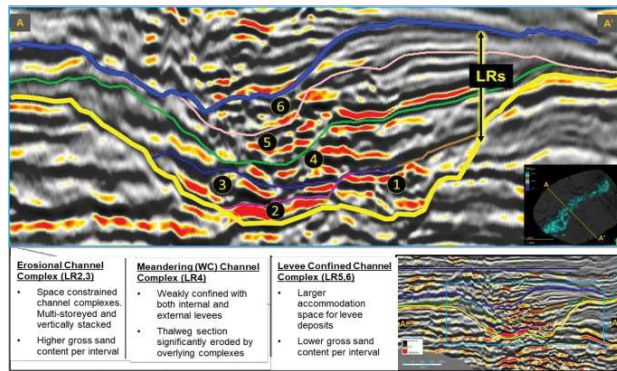 A
A'
LRs
6
5
4
3
1
2
A
A'
Erosional Channel
Complex (LR2,3)
• Space constrained
channel complexes.
Multi-storeyed and
vertically stacked
• Higher gross sand
content per interval
Meandering (WC) Channel
Complex (LR4)
• Weakly confined with
both internal and
external levees
• Thalweg section
significantly eroded by
overlying complexes
Levee Confined Channel
Complex (LR5,6)
• Larger
accommodation
space for levee
deposits
• Lower gross sand
content per interval
A
A'